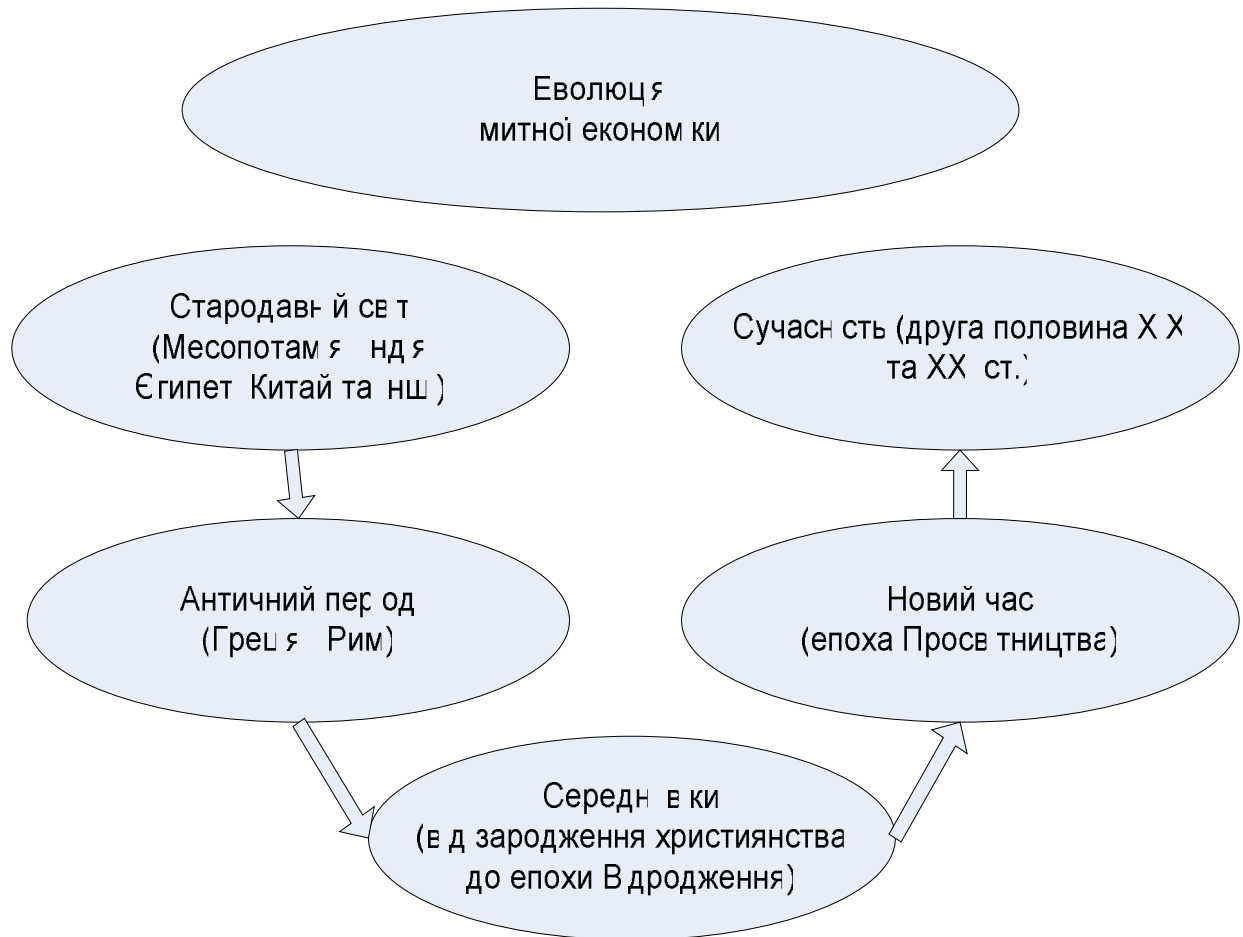 Еволюц я
митної економ ки
Стародавн й св т
(Месопотам я нд я
Єгипет Китай та нш )
Античний пер од
(Грец я Рим)
Середн в ки
(в д зародження християнства
до епохи В дродження)
Новий час
(епоха Просв тництва)
Сучасн сть (друга половина Х Х
та ХХ ст.)